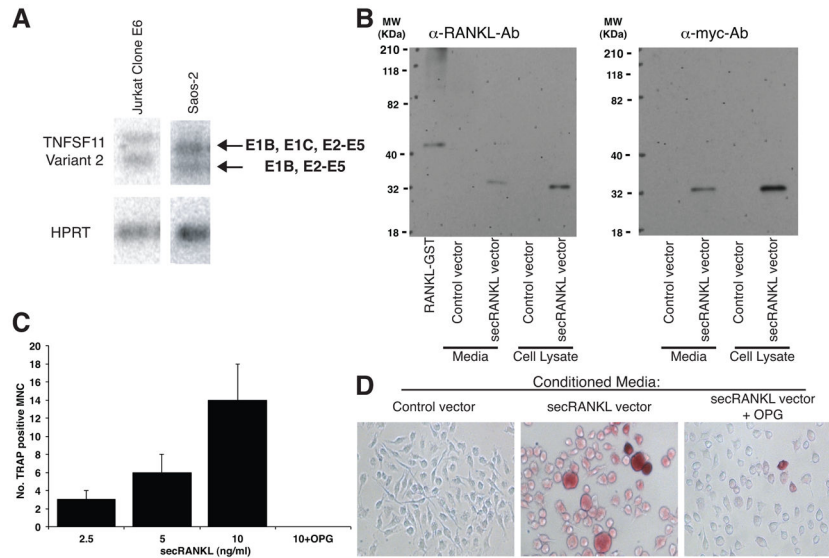 A
Jurkat Clone E6
Saos-2
TNFSF11
Variant 2
E1B, E1C, E2-E5
E1B, E2-E5
HPRT
B
MW
(KDa)
α-RANKL-Ab
210
118
82
40
32
18
RANKL-GST
Control vector
secRANKL vector
Control vector
secRANKL vector
Media
Cell Lysate
MW
(KDa)
α-myc-Ab
210
118
82
40
32
18
Control vector
secRANKL vector
Control vector
secRANKL vector
Media
Cell Lysate
C
No. TRAP positive MNC
20
18
16
14
12
10
8
6
4
2
0
2.5
5
10
10+OPG
secRANKL (ng/ml)
D
Conditioned Media:
Control vector
secRANKL vector
secRANKL vector
+ OPG